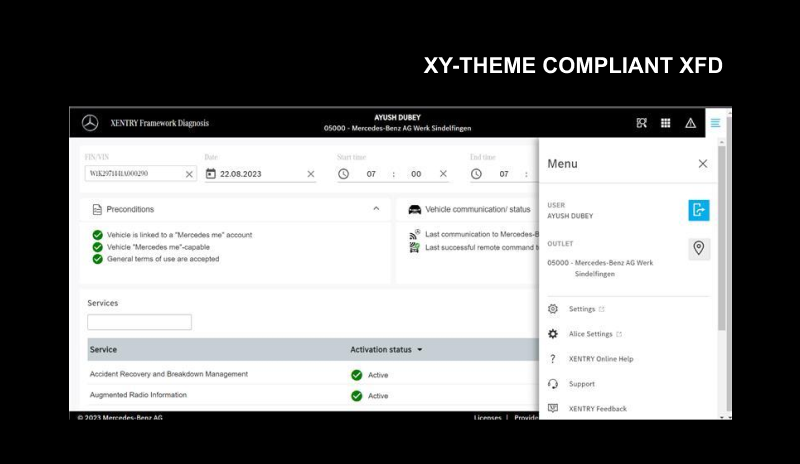 XY-THEME COMPLIANT XFD
XENTRY Framework Diagnosis
AYUSH DUBEY
05000 - Mercedes-Benz AG Werk Sindelfingen
FIN/VIN
Date
Start time
End time
22.08.2023
07 : 00
07 :
Menu
USER
AYUSH DUBEY
OUTLET
05000 - Mercedes-Benz AG Werk
Sindelfingen
Preconditions
Vehicle is linked to a "Mercedes me" account
Vehicle "Mercedes me"-capable
General terms of use are accepted
Vehicle communication/ status
Last communication to Mercedes-B
Last successful remote command t
Services
Service
Activation status
Accident Recovery and Breakdown Management
Active
Augmented Radio Information
Active
Settings
Alice Settings
? XENTRY Online Help
Support
XENTRY Feedback
© 2023 Mercedes-Benz AG
Licenses | Provide